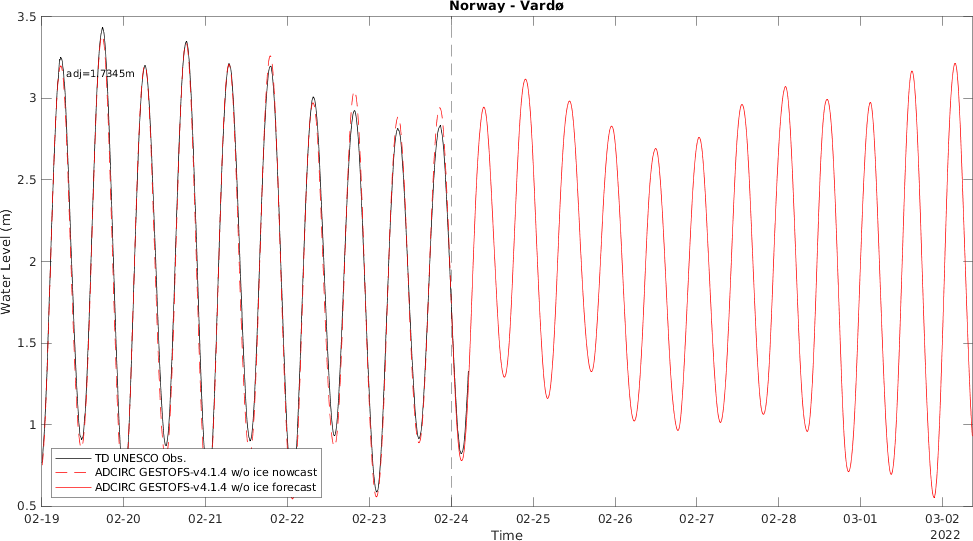 Norway - Vardø
3.5
3
2.5
2
1.5
1
0.5
Water Level (m)
adj=1.7345m
TD UNESCO Obs.
ADCIRC GESTOFS-v4.1.4 w/o ice nowcast
ADCIRC GESTOFS-v4.1.4 w/o ice forecast
02-19 02-20 02-21 02-22 02-23 02-24 02-25 02-26 02-27 02-28 03-01 03-02
Time
2022